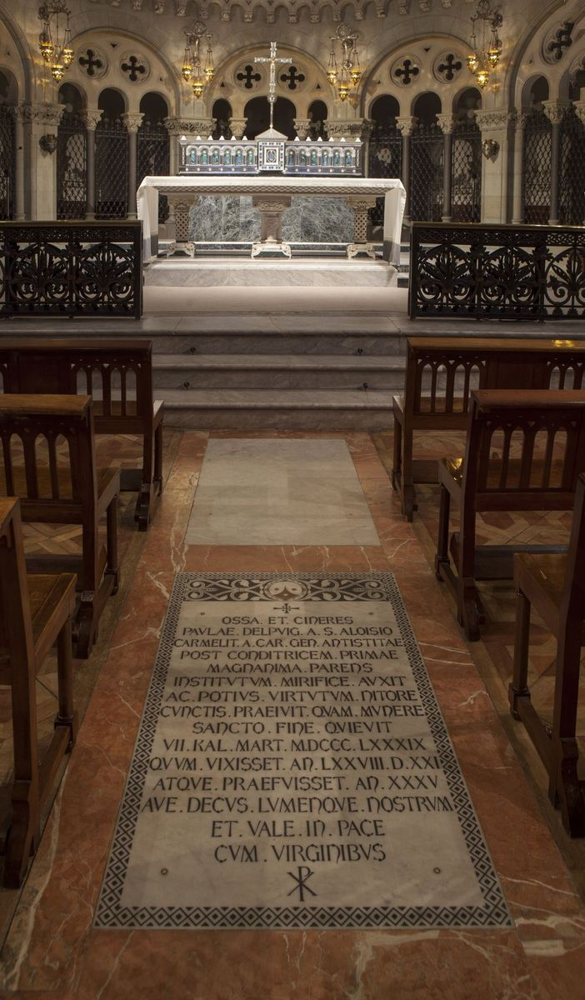 OSSA . ET . CINERES
PAVLAE . DELPVIG . A . S . ALOISIO
CARMELIT . A . CAR . GEN . ANTISTITAE
POST . CONDITRICEM . PRIMAE
MAGNANIMA . PARENS
INSTITVTVM . MIRIFICE . AVXIT
AC . POTIVS . VIRTVTVM . NITORE
CVNCTIS . PRAEIVIT . QVAM . MVNERE
SANCTO . FINE . QVIEVIT
VII . KAL . MART . M.DCCC . LXXXIX
QVVM . VIXISSET . AN . LXXVIII . D . XXI
ATQVE . PRAEFVISSET . AN . XXXV
AVE . DECVS . LVMENQVE . NOSTRVM
ET . VALE . IN . PACE
CVM . VIRGINIBVS
☧